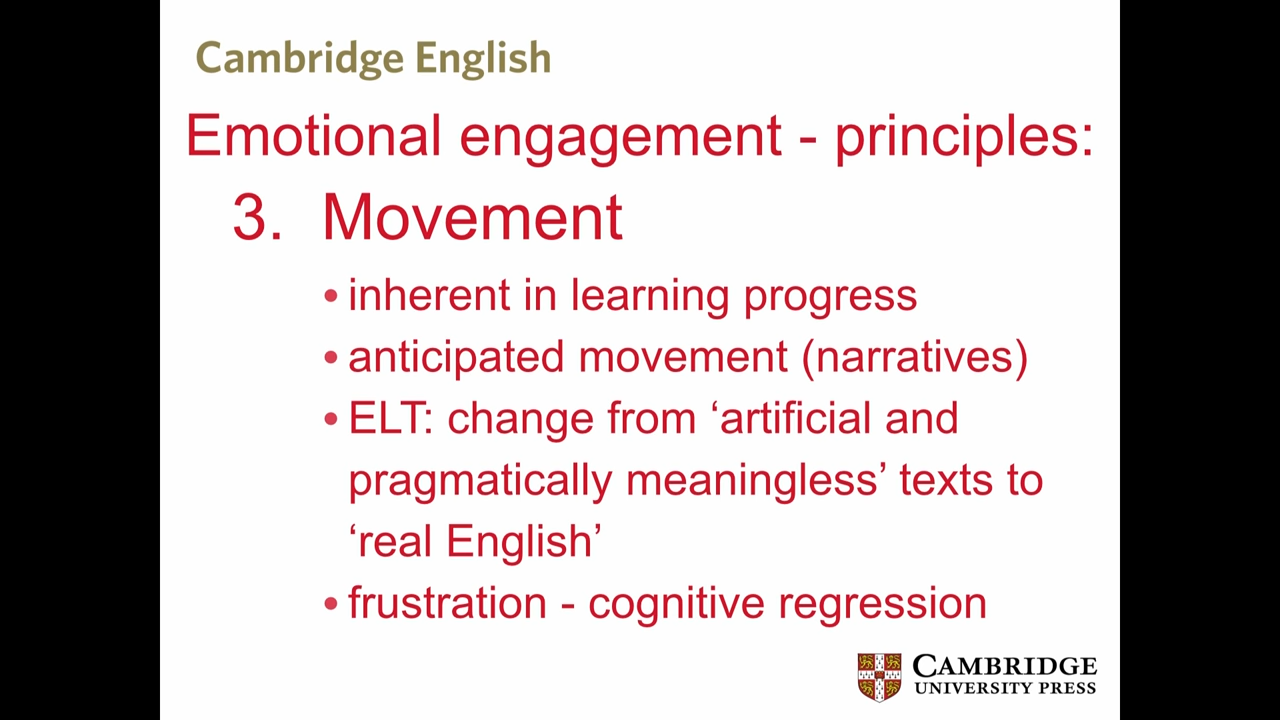 Cambridge English
Emotional engagement - principles:
3. Movement
• inherent in learning progress
• anticipated movement (narratives)
• ELT: change from ‘artificial and
pragmatically meaningless’ texts to
‘real English’
• frustration - cognitive regression
CAMBRIDGE
UNIVERSITY PRESS